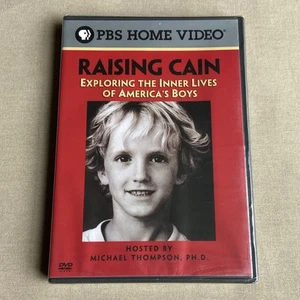 PBS HOME VIDEO
RAISING CAIN
EXPLORING THE INNER LIVES
OF AMERICA'S BOYS
HOSTED BY
MICHAEL THOMPSON, PH.D.
DVD